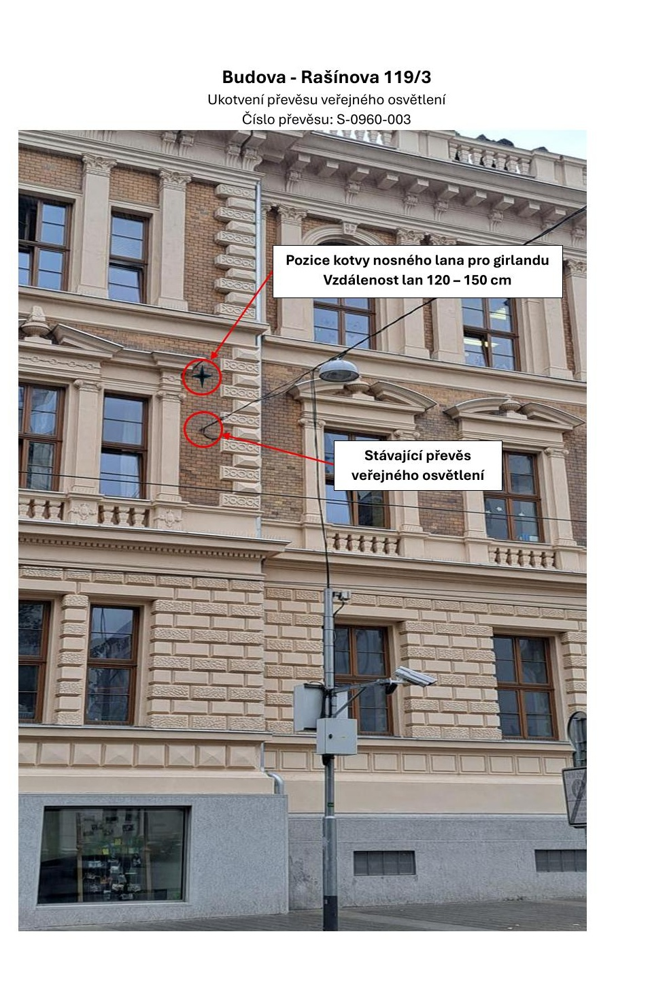 Budova - Rašínova 119/3
Ukotvení převěsu veřejného osvětlení
Číslo převěsu: S-0960-003
Pozice kotvy nosného lana pro girlandu
Vzdálenost lan 120 – 150 cm
Stávající převěs
veřejného osvětlení